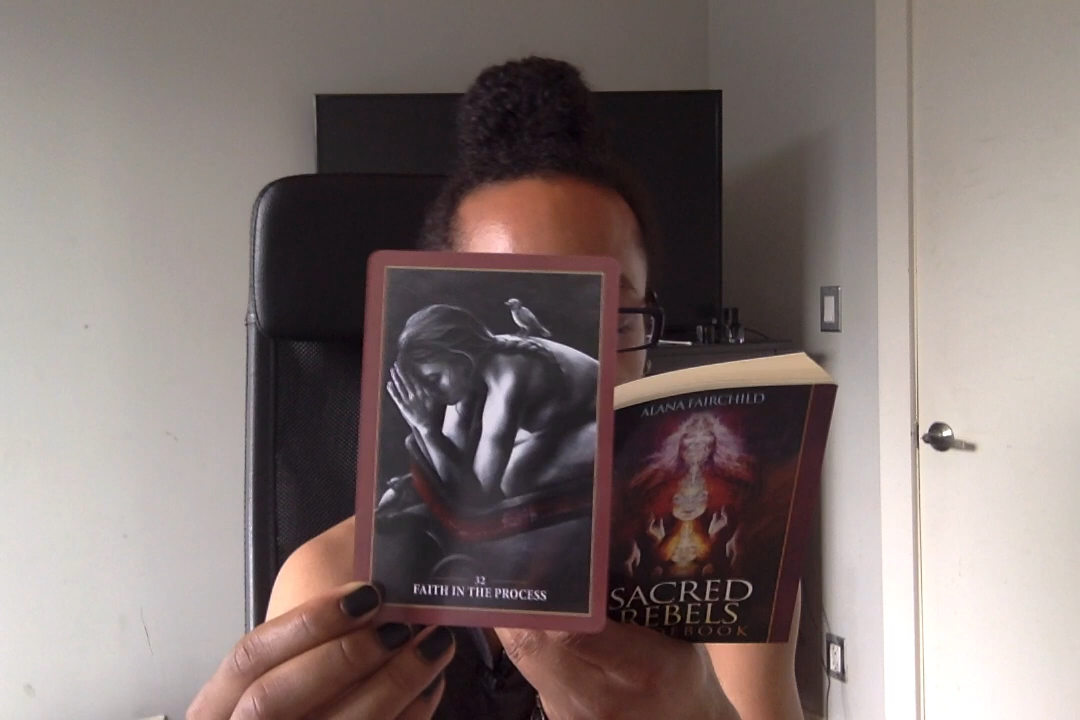 32
FAITH IN THE PROCESS
ALANA FAIRCHILD
SACRED
REBELS